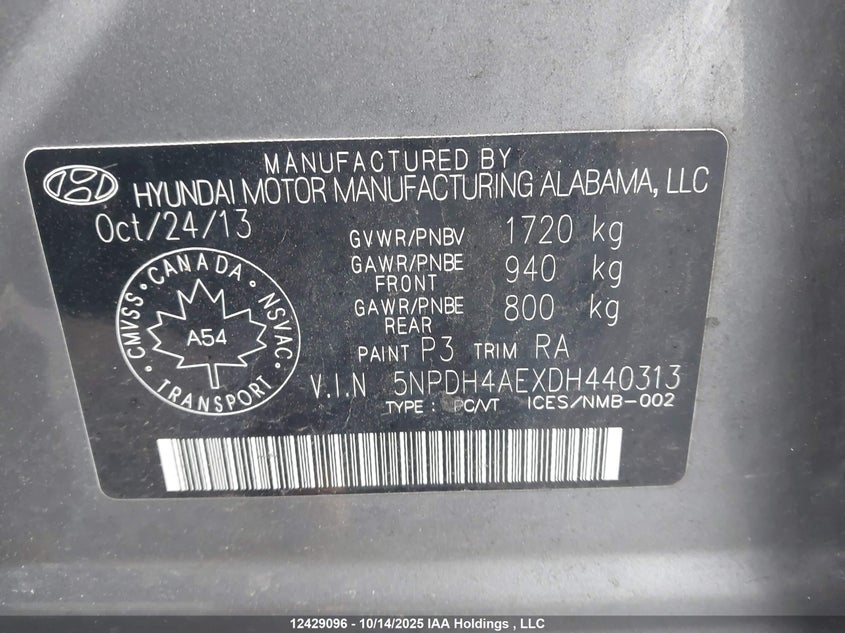 MANUFACTURED BY
HYUNDAI MOTOR MANUFACTURING ALABAMA, LLC
Oct/24/13
GVWR/PNBV 1720 kg
GAWR/PNBE FRONT 940 kg
GAWR/PNBE REAR 800 kg
PAINT P3 TRIM RA
V.I.N 5NPDH4AEXDH440313
TYPE : PC/VT ICES/NMB-002
CANADA
CMVSS NSVAC
A54
TRANSPORT
12429096 - 10/14/2025 IAA Holdings , LLC